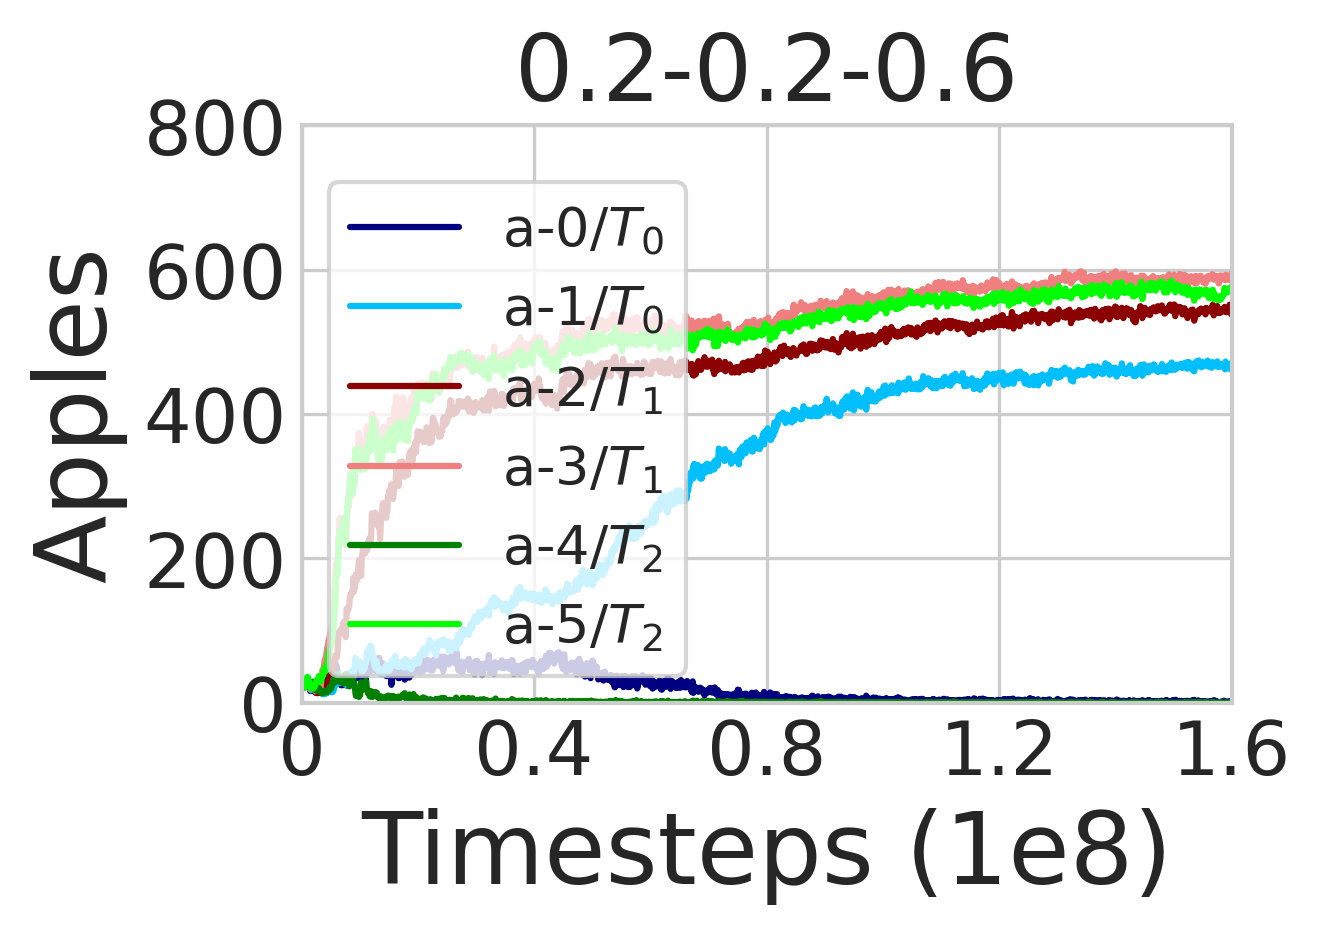 0.2-0.2-0.6
800
600
400
200
0
Apples
a-0/T₀
a-1/T₀
a-2/T₁
a-3/T₁
a-4/T₂
a-5/T₂
0 0.4 0.8 1.2 1.6
Timesteps (1e8)